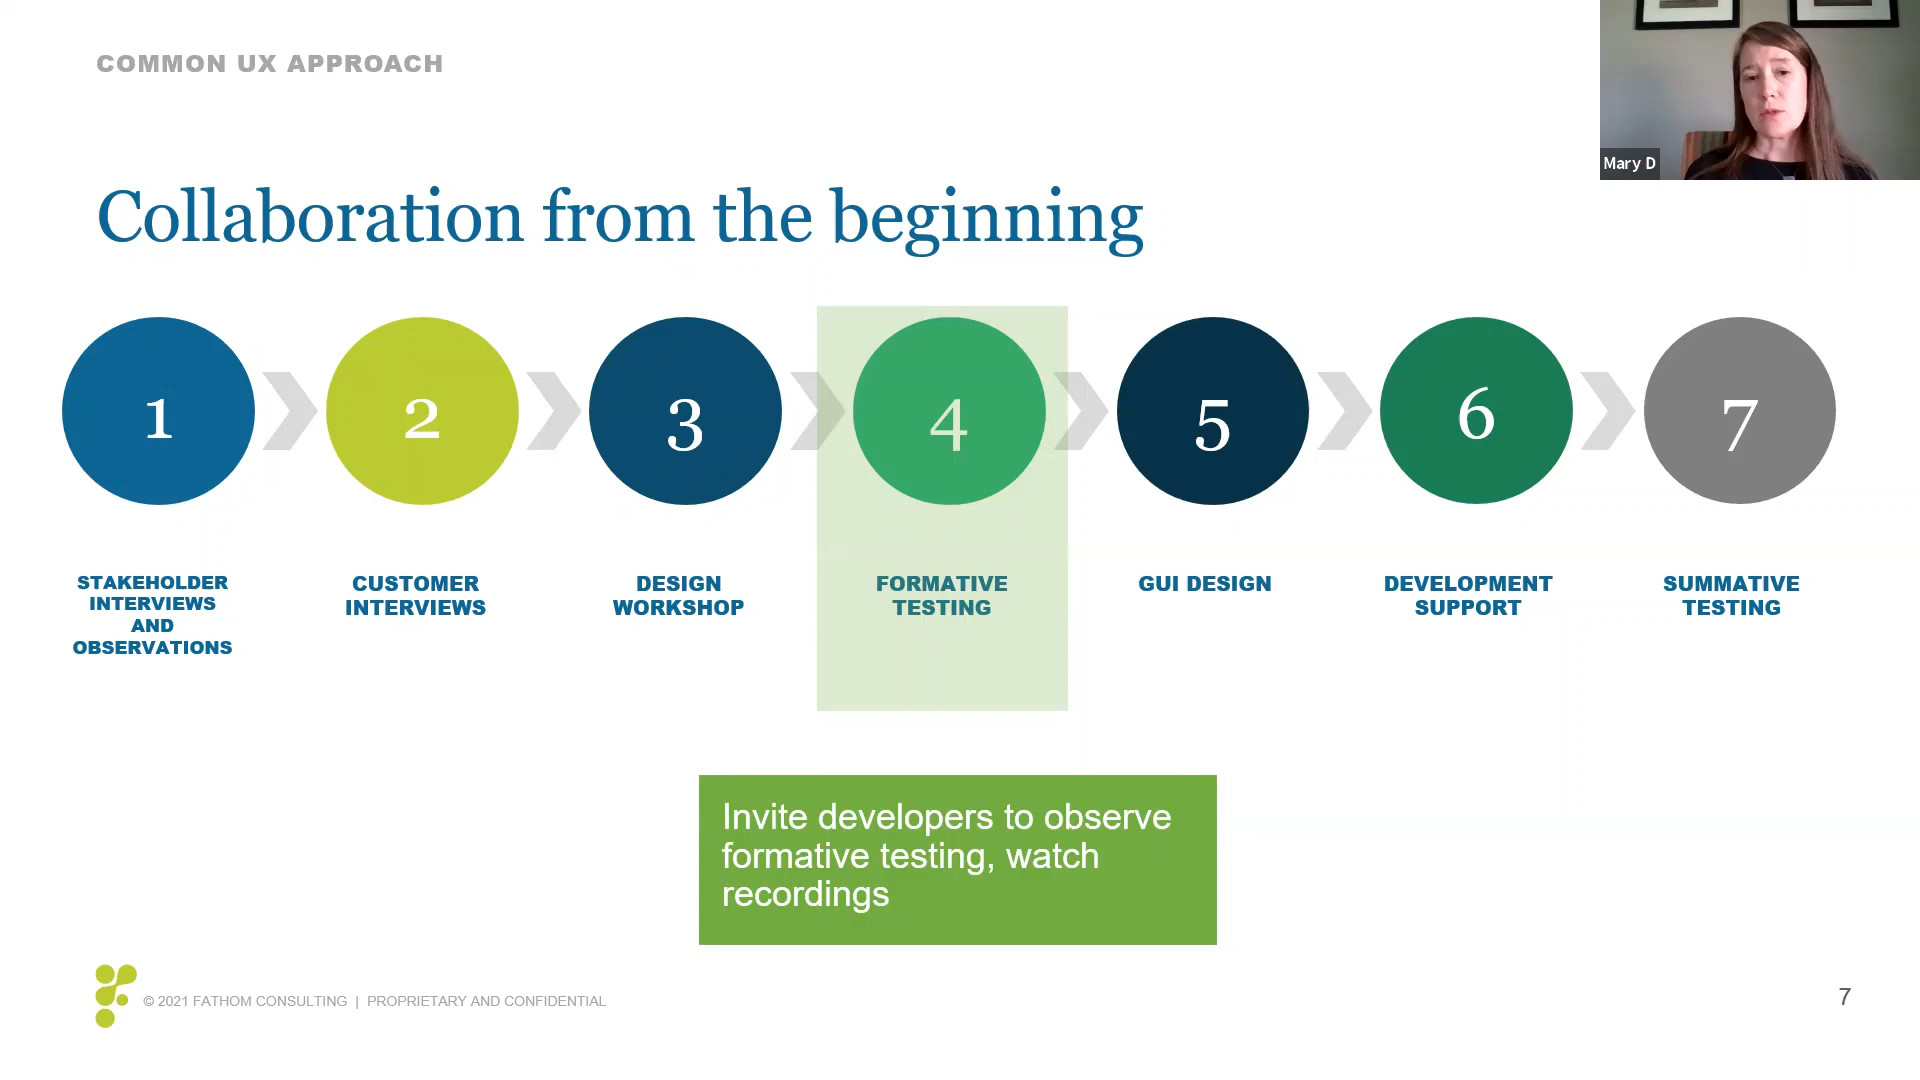 COMMON UX APPROACH
Mary D
Collaboration from the beginning
1
2
3
4
5
6
7
STAKEHOLDER
INTERVIEWS
AND
OBSERVATIONS
CUSTOMER
INTERVIEWS
DESIGN
WORKSHOP
FORMATIVE
TESTING
GUI DESIGN
DEVELOPMENT
SUPPORT
SUMMATIVE
TESTING
Invite developers to observe
formative testing, watch
recordings
© 2021 FATHOM CONSULTING | PROPRIETARY AND CONFIDENTIAL
7